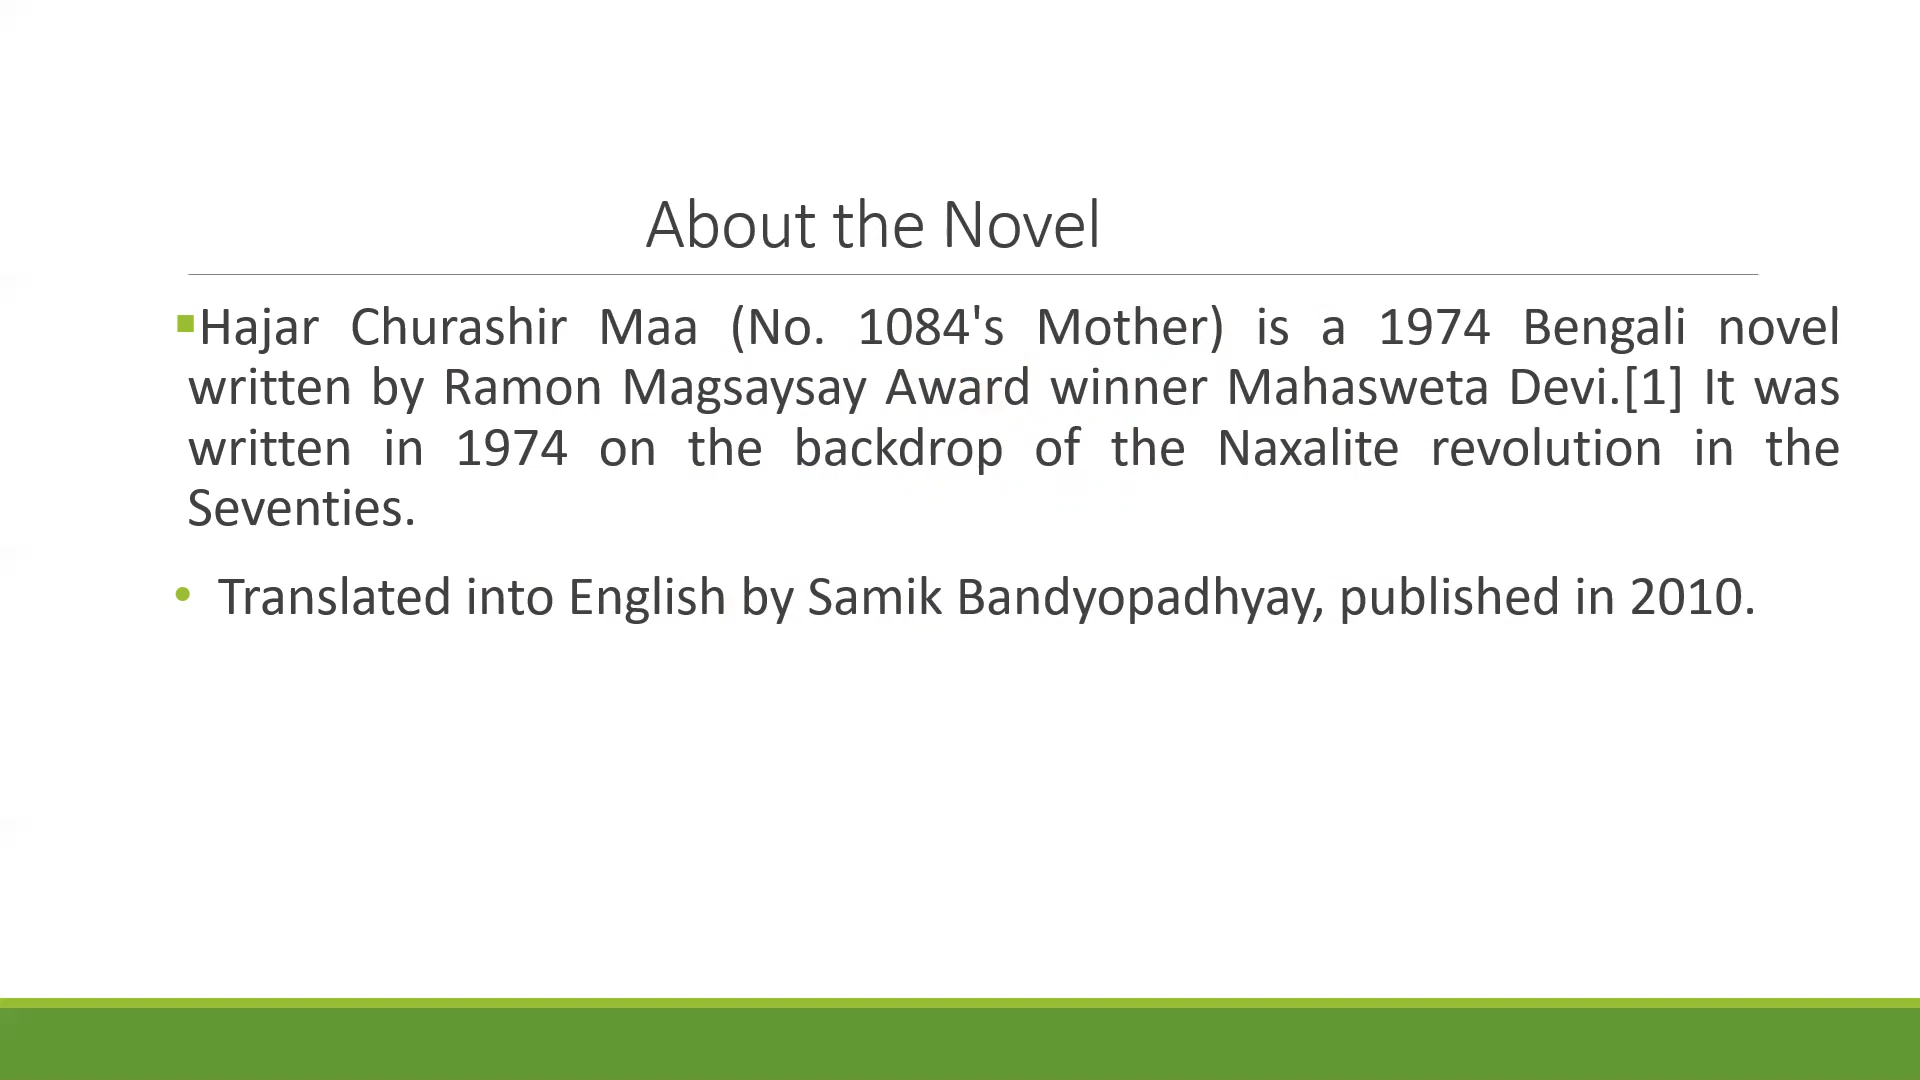 About the Novel
▪Hajar Churashir Maa (No. 1084's Mother) is a 1974 Bengali novel
written by Ramon Magsaysay Award winner Mahasweta Devi.[1] It was
written in 1974 on the backdrop of the Naxalite revolution in the
Seventies.
• Translated into English by Samik Bandyopadhyay, published in 2010.